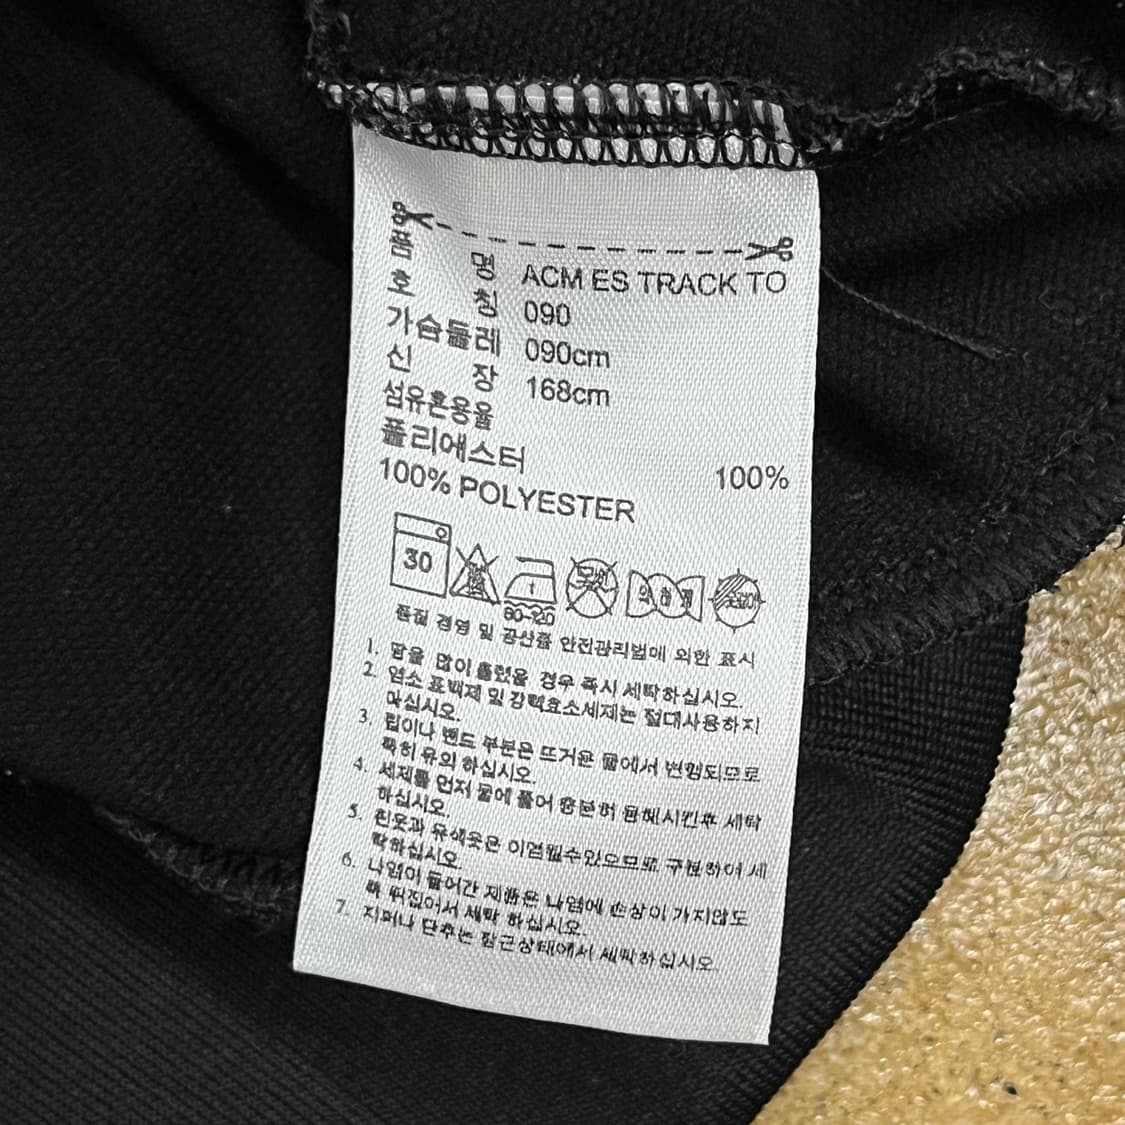 품 명 ACM ES TRACK TO
호 칭 090
가슴둘레 090cm
신 장 168cm
섬유혼용율
폴리에스터 100%
100% POLYESTER
30
80-120
품질 경영 및 공산품 안전관리법에 의한 표시
1. 땀을 많이 흘렸을 경우 즉시 세탁하십시오.
2. 염소 표백제 및 강력효소세제는 절대사용하지
마십시오.
3. 립이나 밴드 부분은 뜨거운 물에서 변형되므로
특히 유의 하십시오.
4. 세제를 먼저 물에 풀어 충분히 용해시킨후 세탁
하십시오.
5. 흰옷과 유색옷은 이염될수있으므로 구분하여 세
탁하십시오
6. 나염이 들어간 제품은 나염에 손상이 가지않도
록 뒤집어서 세탁 하십시오.
7. 지퍼나 단추는 잠근상태에서 세탁하십시오.